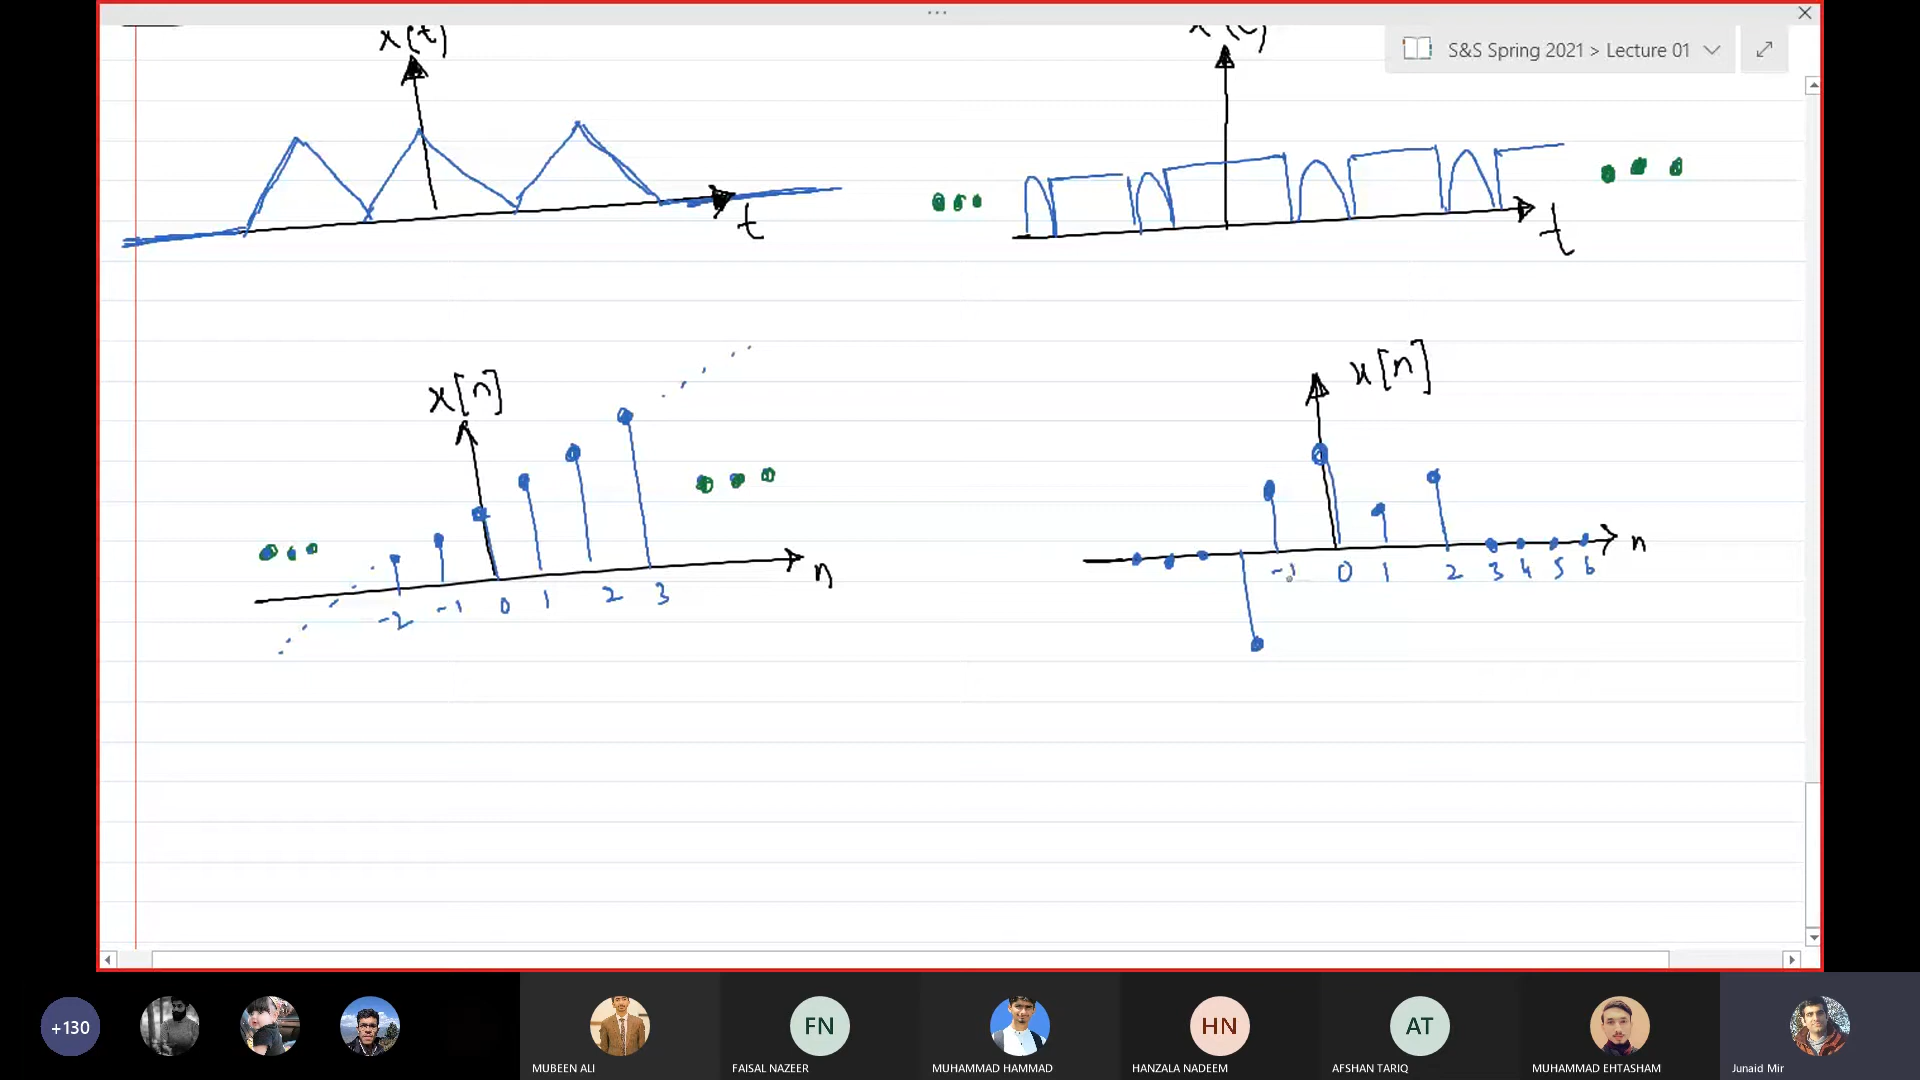 S&S Spring 2021 > Lecture 01
x(t)
x(t)
t
t
x[n]
x[n]
n
-2 -1 0 1 2 3
n
-1 0 1 2 3 4 5 6
+130
FN
HN
AT
MUBEEN ALI
FAISAL NAZEER
MUHAMMAD HAMMAD
HANZALA NADEEM
AFSHAN TARIQ
MUHAMMAD EHTASHAM
Junaid Mir